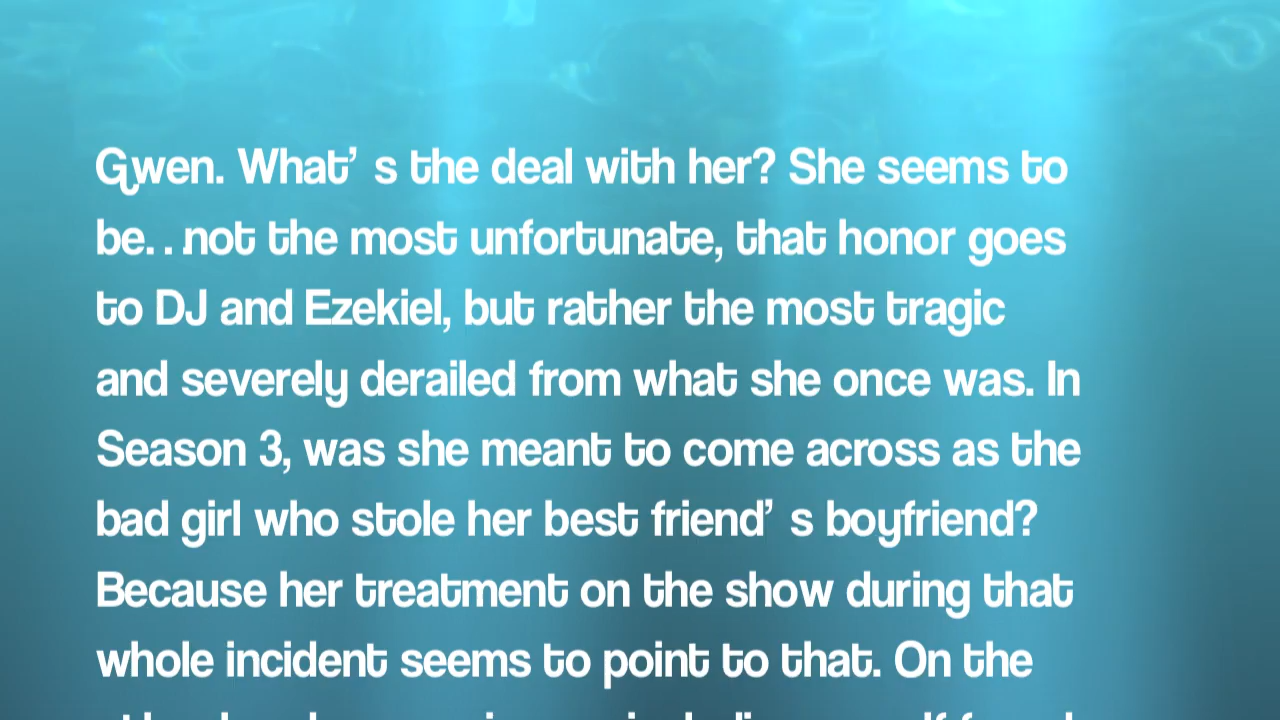 Gwen. What’ s the deal with her? She seems to
be. . .not the most unfortunate, that honor goes
to DJ and Ezekiel, but rather the most tragic
and severely derailed from what she once was. In
Season 3, was she meant to come across as the
bad girl who stole her best friend’ s boyfriend?
Because her treatment on the show during that
whole incident seems to point to that. On the